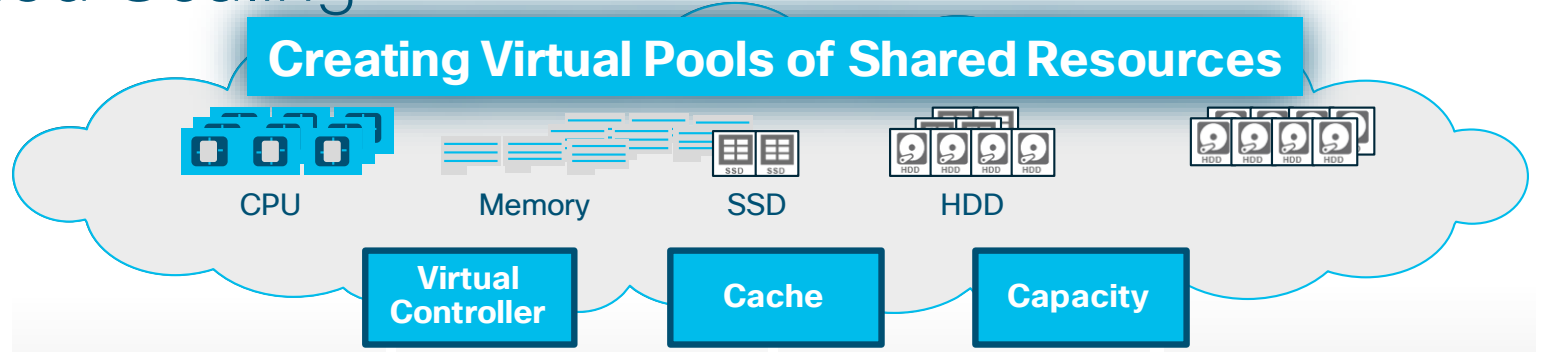 Creating Virtual Pools of Shared Resources
SSD SSD
HDD HDD HDD HDD
HDD HDD HDD HDD
CPU
Memory
SSD
HDD
Virtual
Controller
Cache
Capacity